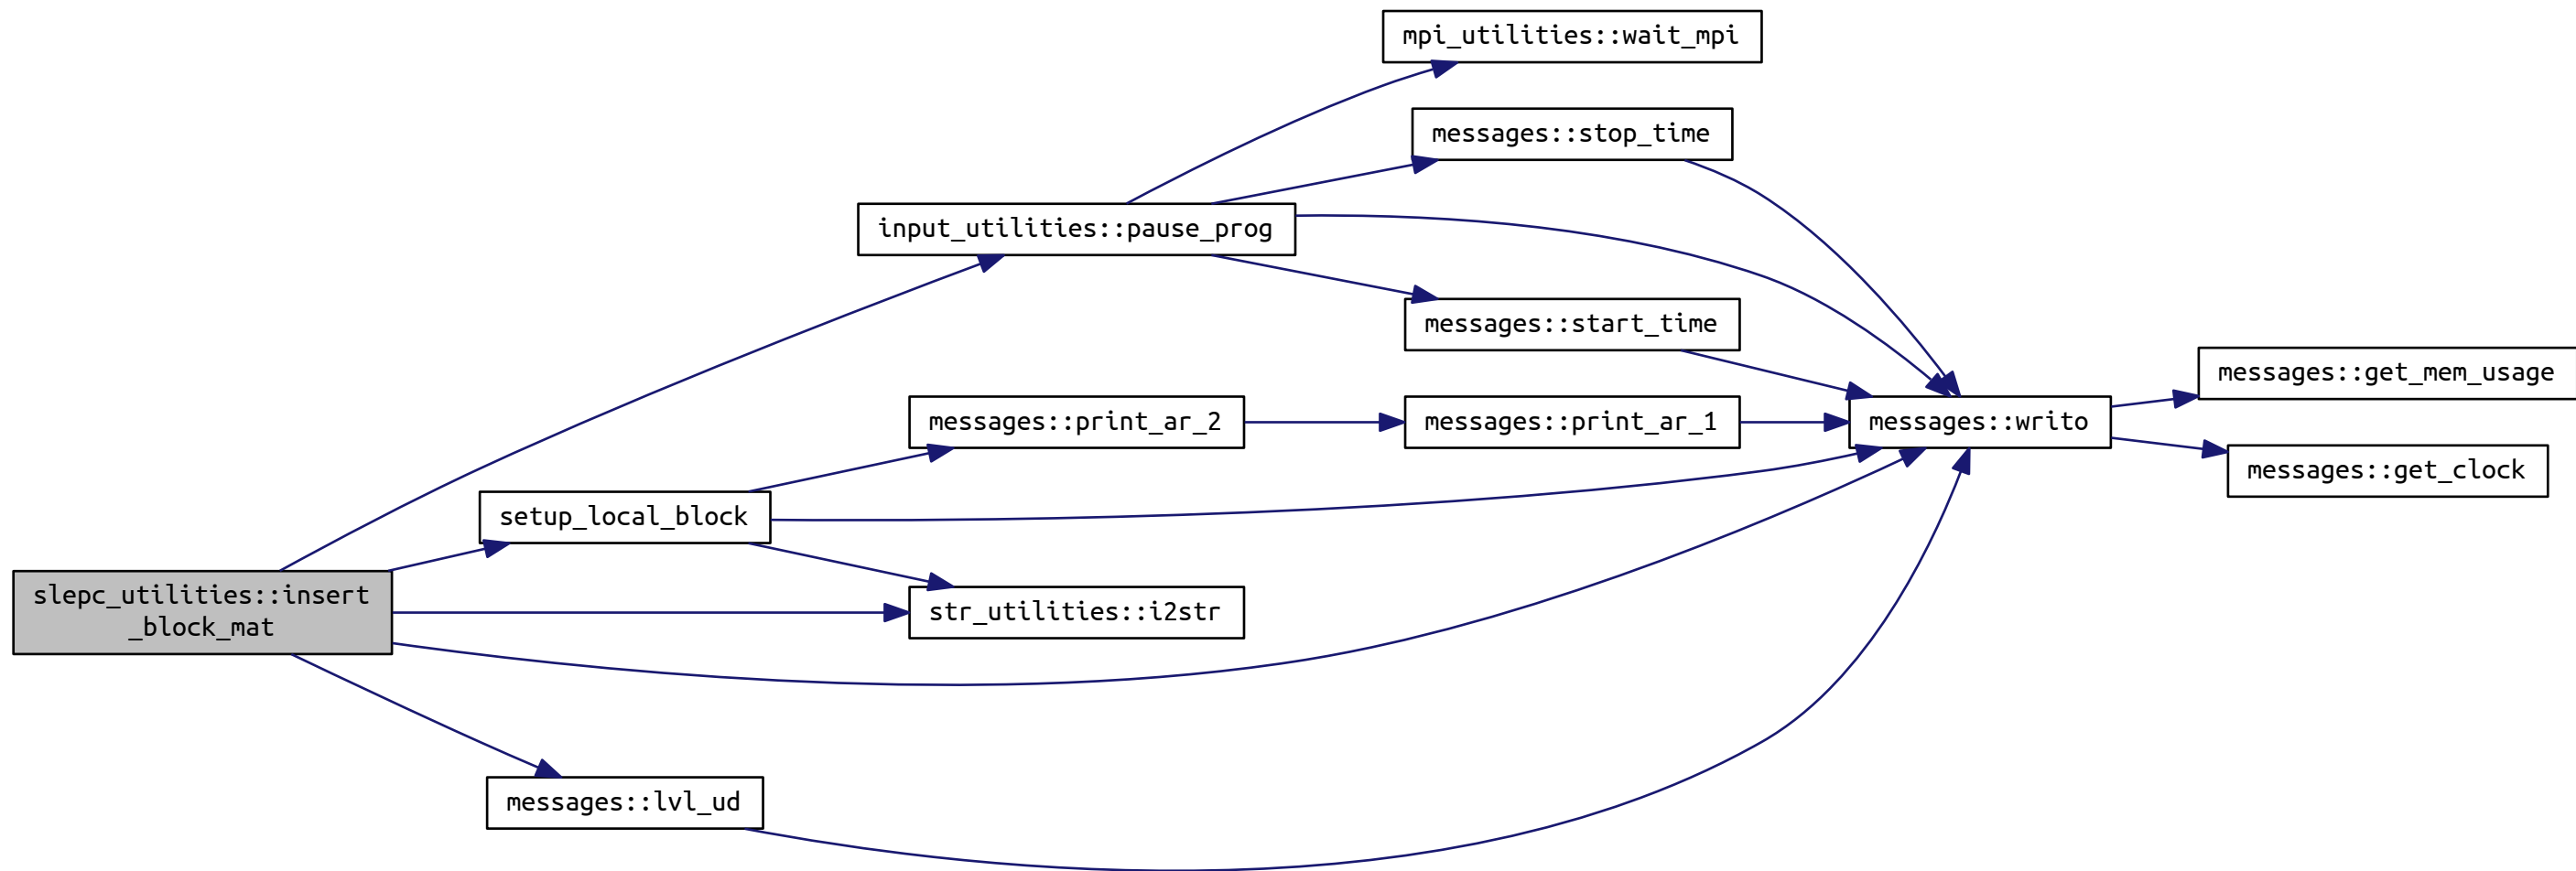 mpi_utilities::wait_mpi
messages::stop_time
input_utilities::pause_prog
messages::start_time
messages::get_mem_usage
messages::print_ar_2
messages::print_ar_1
messages::writo
messages::get_clock
setup_local_block
slepc_utilities::insert
_block_mat
str_utilities::i2str
messages::lvl_ud